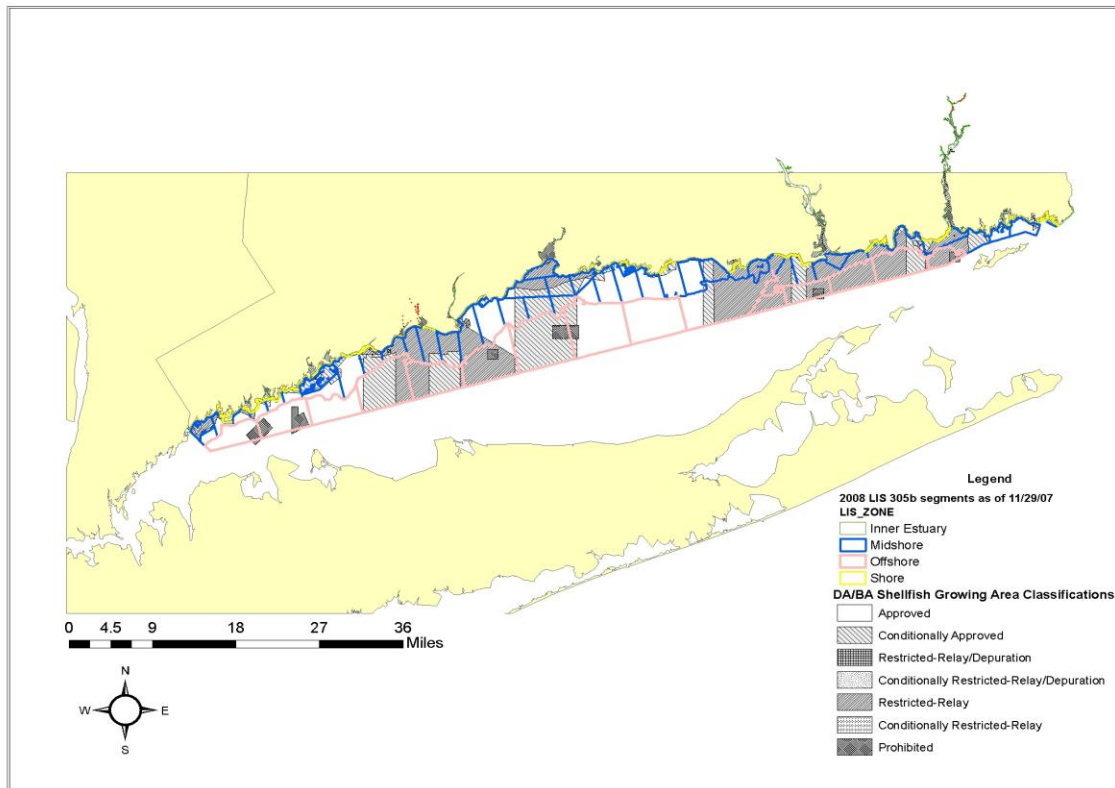 Legend
2008 LIS 305b segments as of 11/29/07
LIS_ZONE
Inner Estuary
Midshore
Offshore
Shore
DA/BA Shellfish Growing Area Classifications
Approved
Conditionally Approved
Restricted-Relay/Depuration
Conditionally Restricted-Relay/Depuration
Restricted-Relay
Conditionally Restricted-Relay
Prohibited
0 4.5 9 18 27 36
Miles
N
W E
S